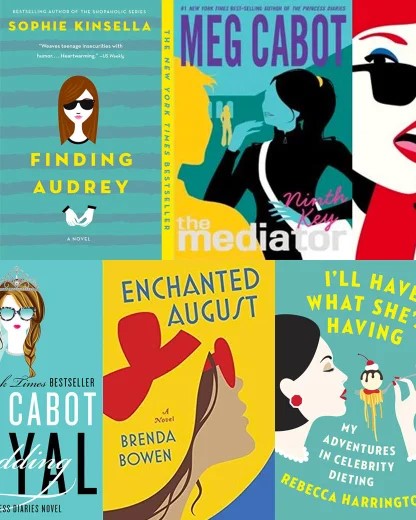 BESTSELLING AUTHOR OF THE SHOPAHOLIC SERIES
SOPHIE KINSELLA
"Weaves teenage insecurities with
humor. . . . Heartwarming." —US Weekly
FINDING
AUDREY
A NOVEL
THE NEW YORK TIMES BESTSELLER
#1 NEW YORK TIMES BEST-SELLING AUTHOR OF THE PRINCESS DIARIES
MEG CABOT
Ninth
Key
the
mediator
k Times BESTSELLER
CABOT
YAL
dding
ESS DIARIES NOVEL
ENCHANTED
AUGUST
A
Novel
BRENDA
BOWEN
I'LL HAVE
WHAT SHE'
HAVING
MY
ADVENTURES
IN CELEBRITY
DIETING
REBECCA HARRINGTO